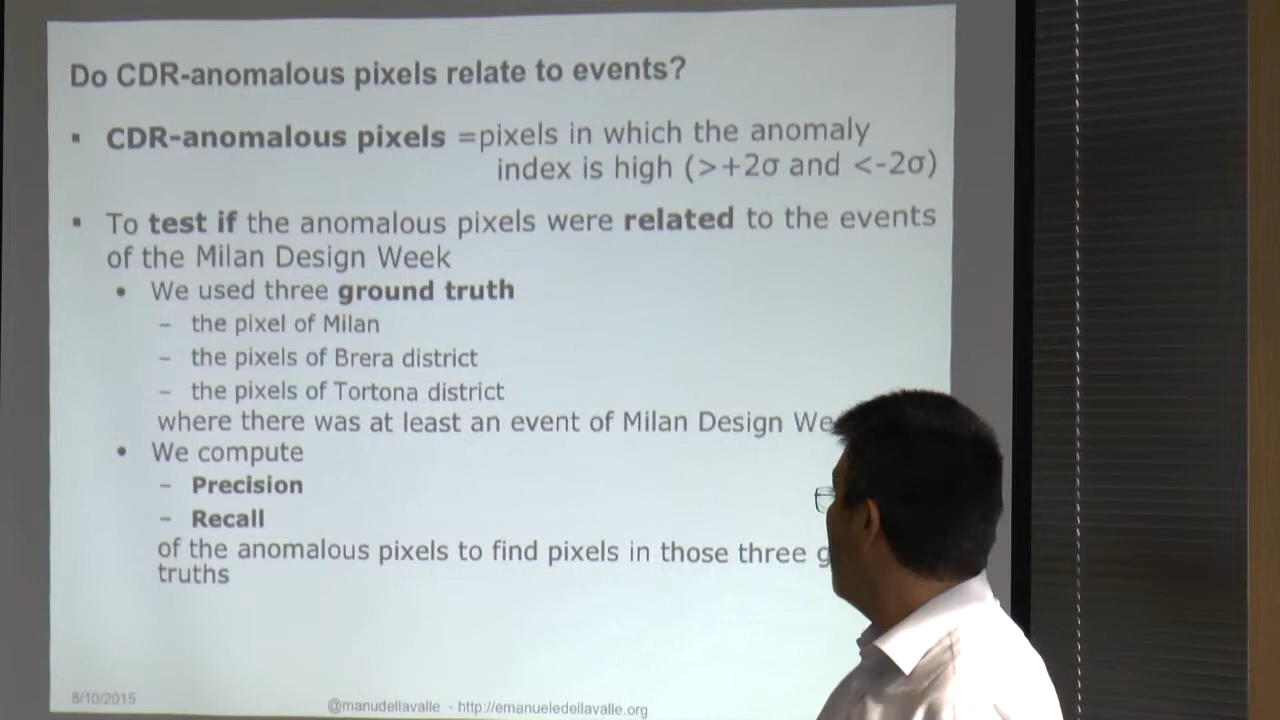 Do CDR-anomalous pixels relate to events?
▪ CDR-anomalous pixels =pixels in which the anomaly
index is high (>+2σ and <-2σ)
▪ To test if the anomalous pixels were related to the events
of the Milan Design Week
• We used three ground truth
– the pixel of Milan
– the pixels of Brera district
– the pixels of Tortona district
where there was at least an event of Milan Design We
• We compute
– Precision
– Recall
of the anomalous pixels to find pixels in those three g
truths
8/10/2015
@manudellavalle - http://emanueledellavalle.org